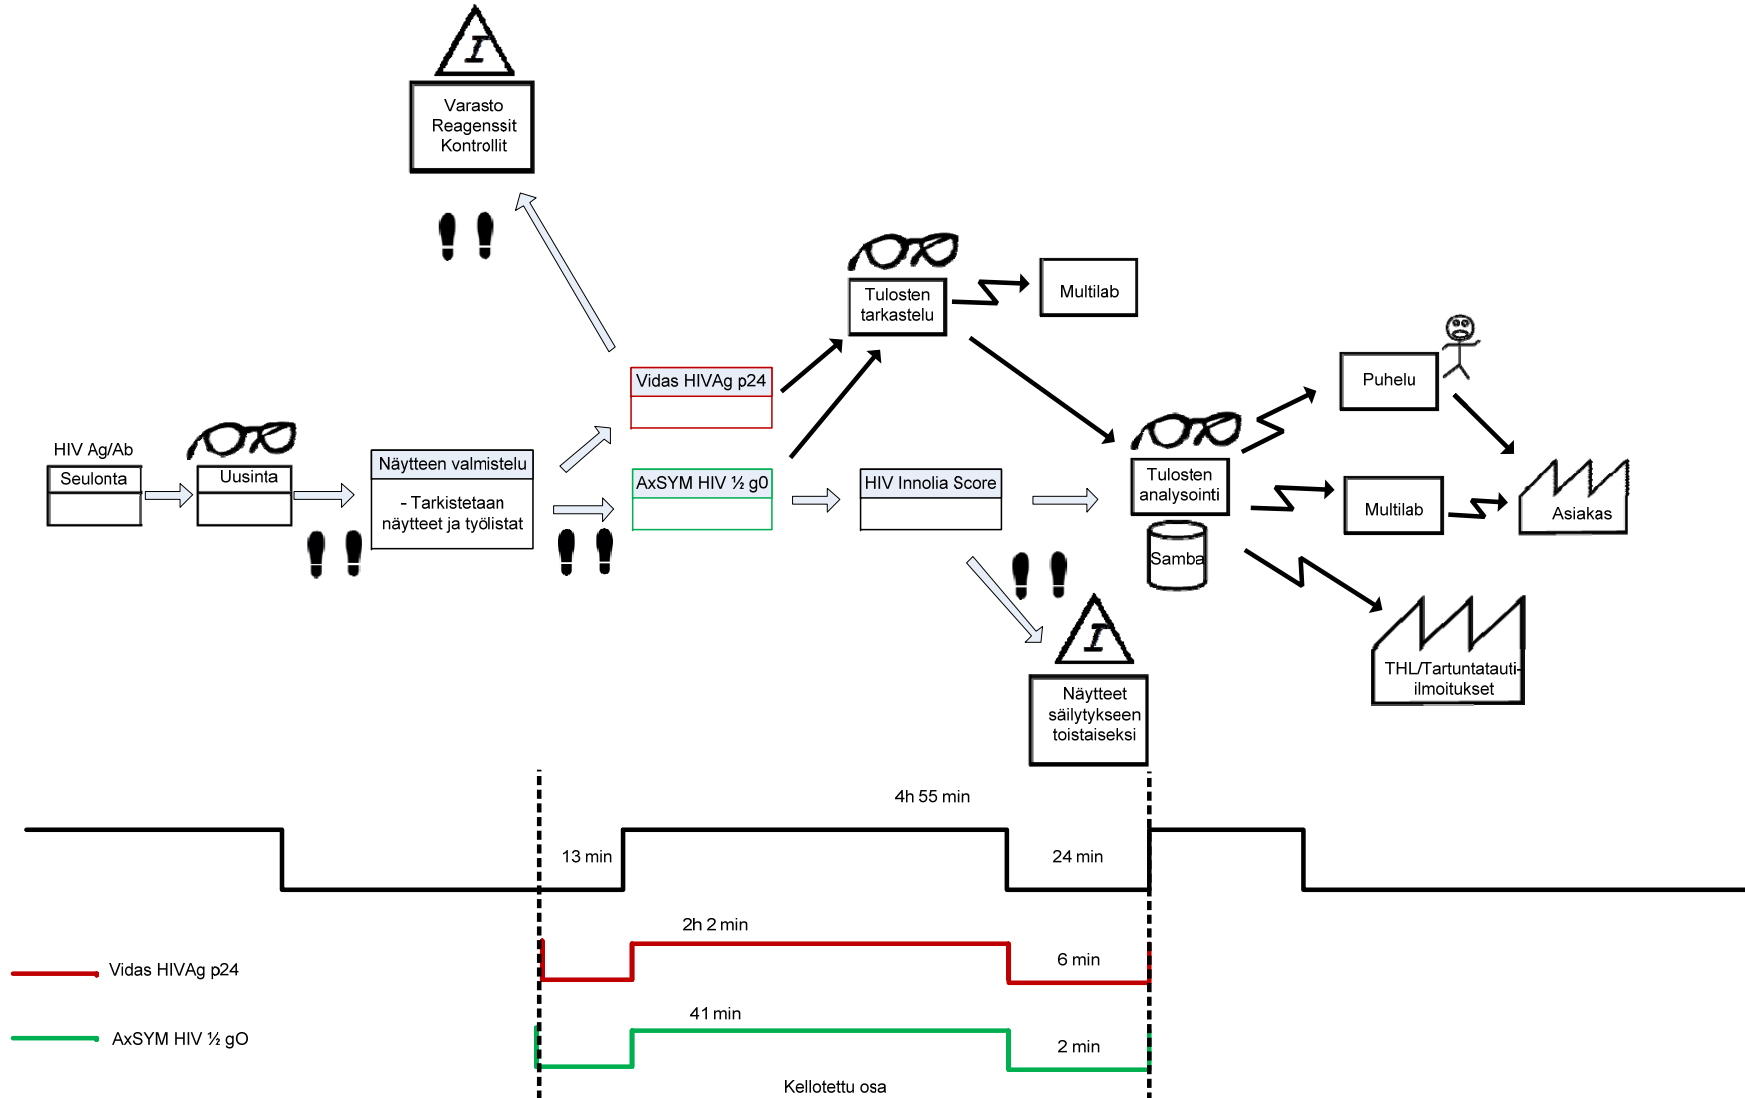 I
Varasto
Reagenssit
Kontrollit
Tulosten
tarkastelu
Multilab
Vidas HIVAg p24
Puhelu
HIV Ag/Ab
Seulonta
Uusinta
Näytteen valmistelu
- Tarkistetaan
näytteet ja työlistat
AxSYM HIV ½ g0
HIV Innolia Score
Tulosten
analysointi
Samba
Multilab
Asiakas
I
Näytteet
säilytykseen
toistaiseksi
THL/Tartuntatauti-
ilmoitukset
4h 55 min
13 min
24 min
2h 2 min
Vidas HIVAg p24
6 min
41 min
AxSYM HIV ½ gO
2 min
Kellotettu osa